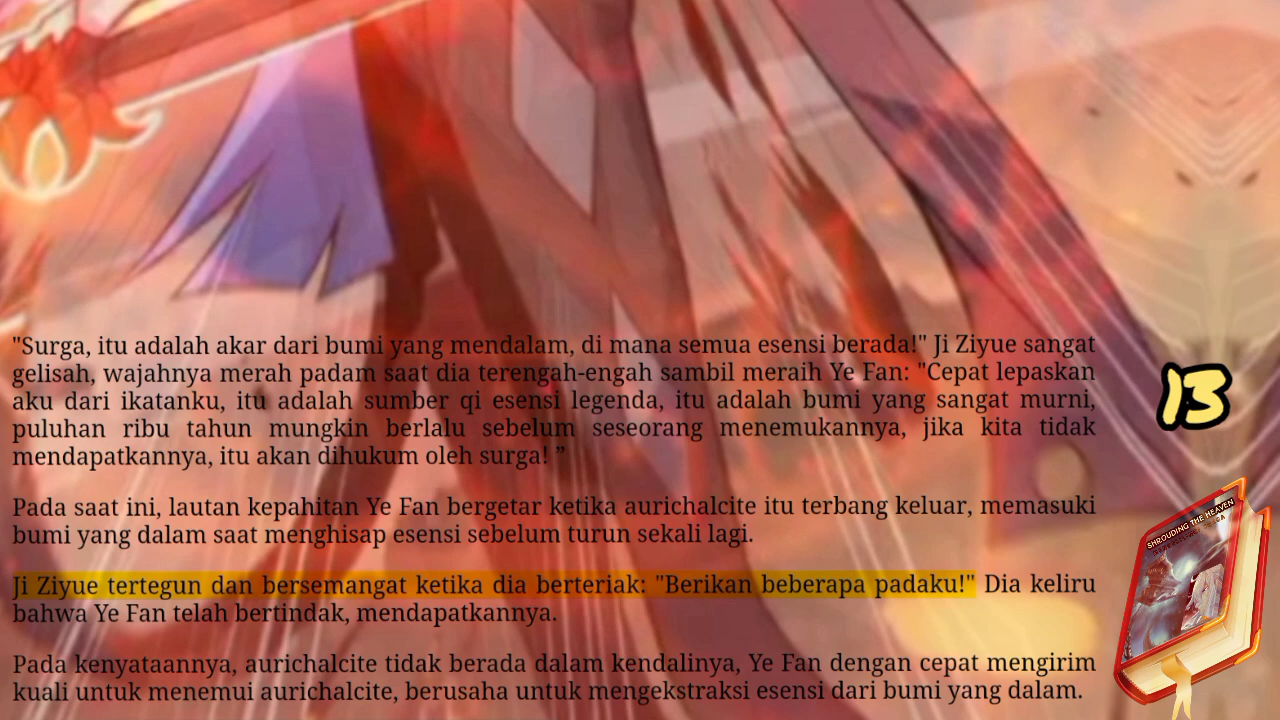 "Surga, itu adalah akar dari bumi yang mendalam, di mana semua esensi berada!" Ji Ziyue sangat
gelisah, wajahnya merah padam saat dia terengah-engah sambil meraih Ye Fan: "Cepat lepaskan
aku dari ikatanku, itu adalah sumber qi esensi legenda, itu adalah bumi yang sangat murni,
puluhan ribu tahun mungkin berlalu sebelum seseorang menemukannya, jika kita tidak
mendapatkannya, itu akan dihukum oleh surga! ”
13
Pada saat ini, lautan kepahitan Ye Fan bergetar ketika aurichalcite itu terbang keluar, memasuki
bumi yang dalam saat menghisap esensi sebelum turun sekali lagi.
SHROUDING THE HEAVEN
Ji Ziyue tertegun dan bersemangat ketika dia berteriak: "Berikan beberapa padaku!" Dia keliru
bahwa Ye Fan telah bertindak, mendapatkannya.
Pada kenyataannya, aurichalcite tidak berada dalam kendalinya, Ye Fan dengan cepat mengirim
kuali untuk menemui aurichalcite, berusaha untuk mengekstraksi esensi dari bumi yang dalam.